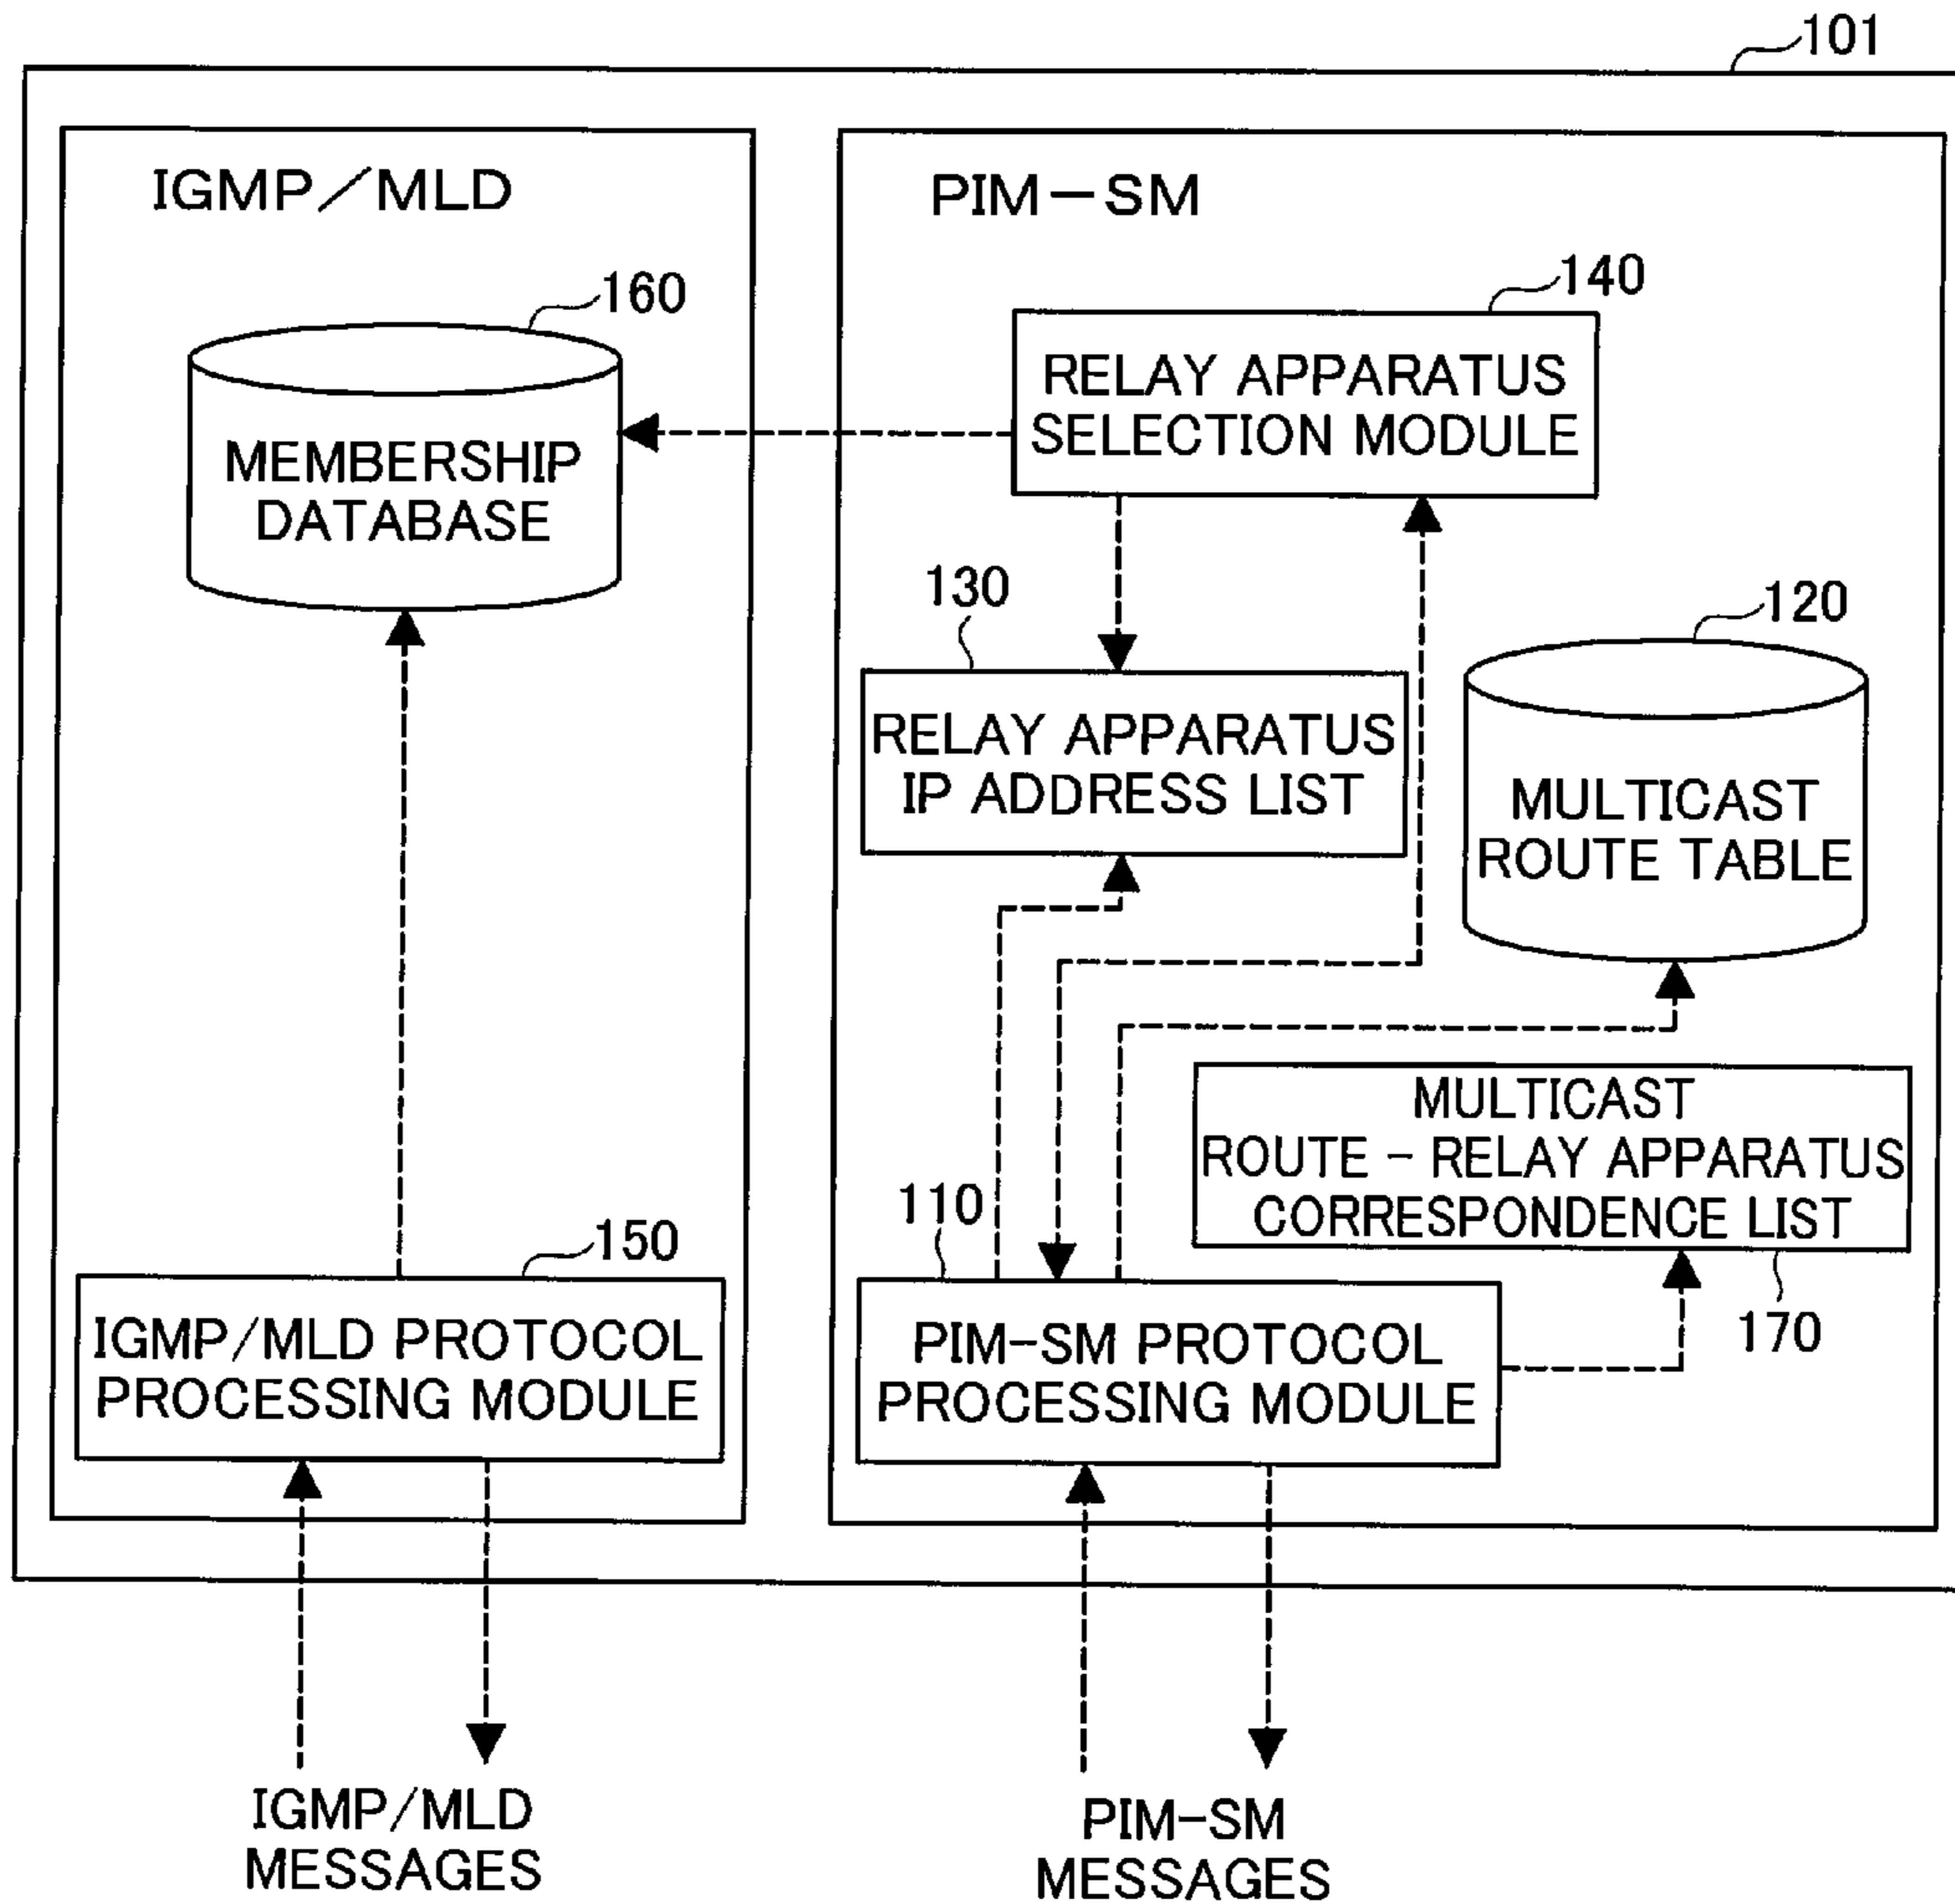 101
IGMP/MLD
PIM-SM
160
140
MEMBERSHIP
DATABASE
RELAY APPARATUS
SELECTION MODULE
130
120
RELAY APPARATUS
IP ADDRESS LIST
MULTICAST
ROUTE TABLE
MULTICAST
ROUTE - RELAY APPARATUS
CORRESPONDENCE LIST
110
150
170
IGMP/MLD PROTOCOL
PROCESSING MODULE
PIM-SM PROTOCOL
PROCESSING MODULE
IGMP/MLD
MESSAGES
PIM-SM
MESSAGES